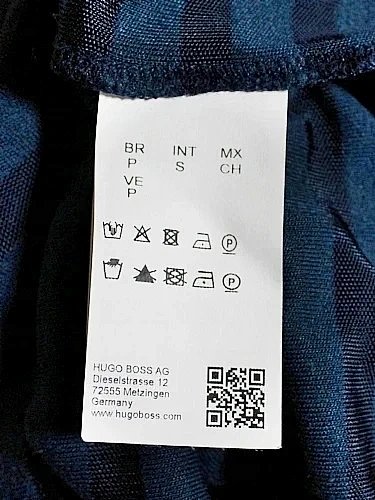 BR INT MX
P S CH
VE
P
P
P
HUGO BOSS AG
Dieselstrasse 12
72555 Metzingen
Germany
www.hugoboss.com